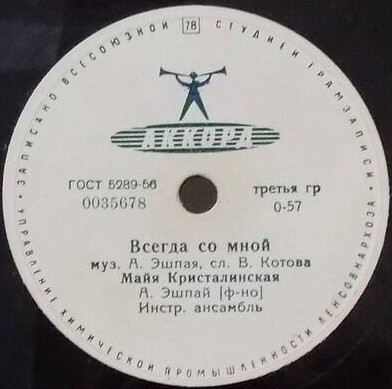 ЗАПИСАНО ВСЕСОЮЗНОЙ 78 СТУДИЕЙ ГРАМЗАПИСИ
АККОРД
ГОСТ 5289-56
0035678
третья гр
0-57
Всегда со мной
муз. А. Эшпая, сл. В. Котова
Майя Кристалинская
А. Эшпай [ф-но]
Инстр. ансамбль
УПРАВЛЕНИЕ ХИМИЧЕСКОЙ ПРОМЫШЛЕННОСТИ ЛЕНСОВНАРХОЗА